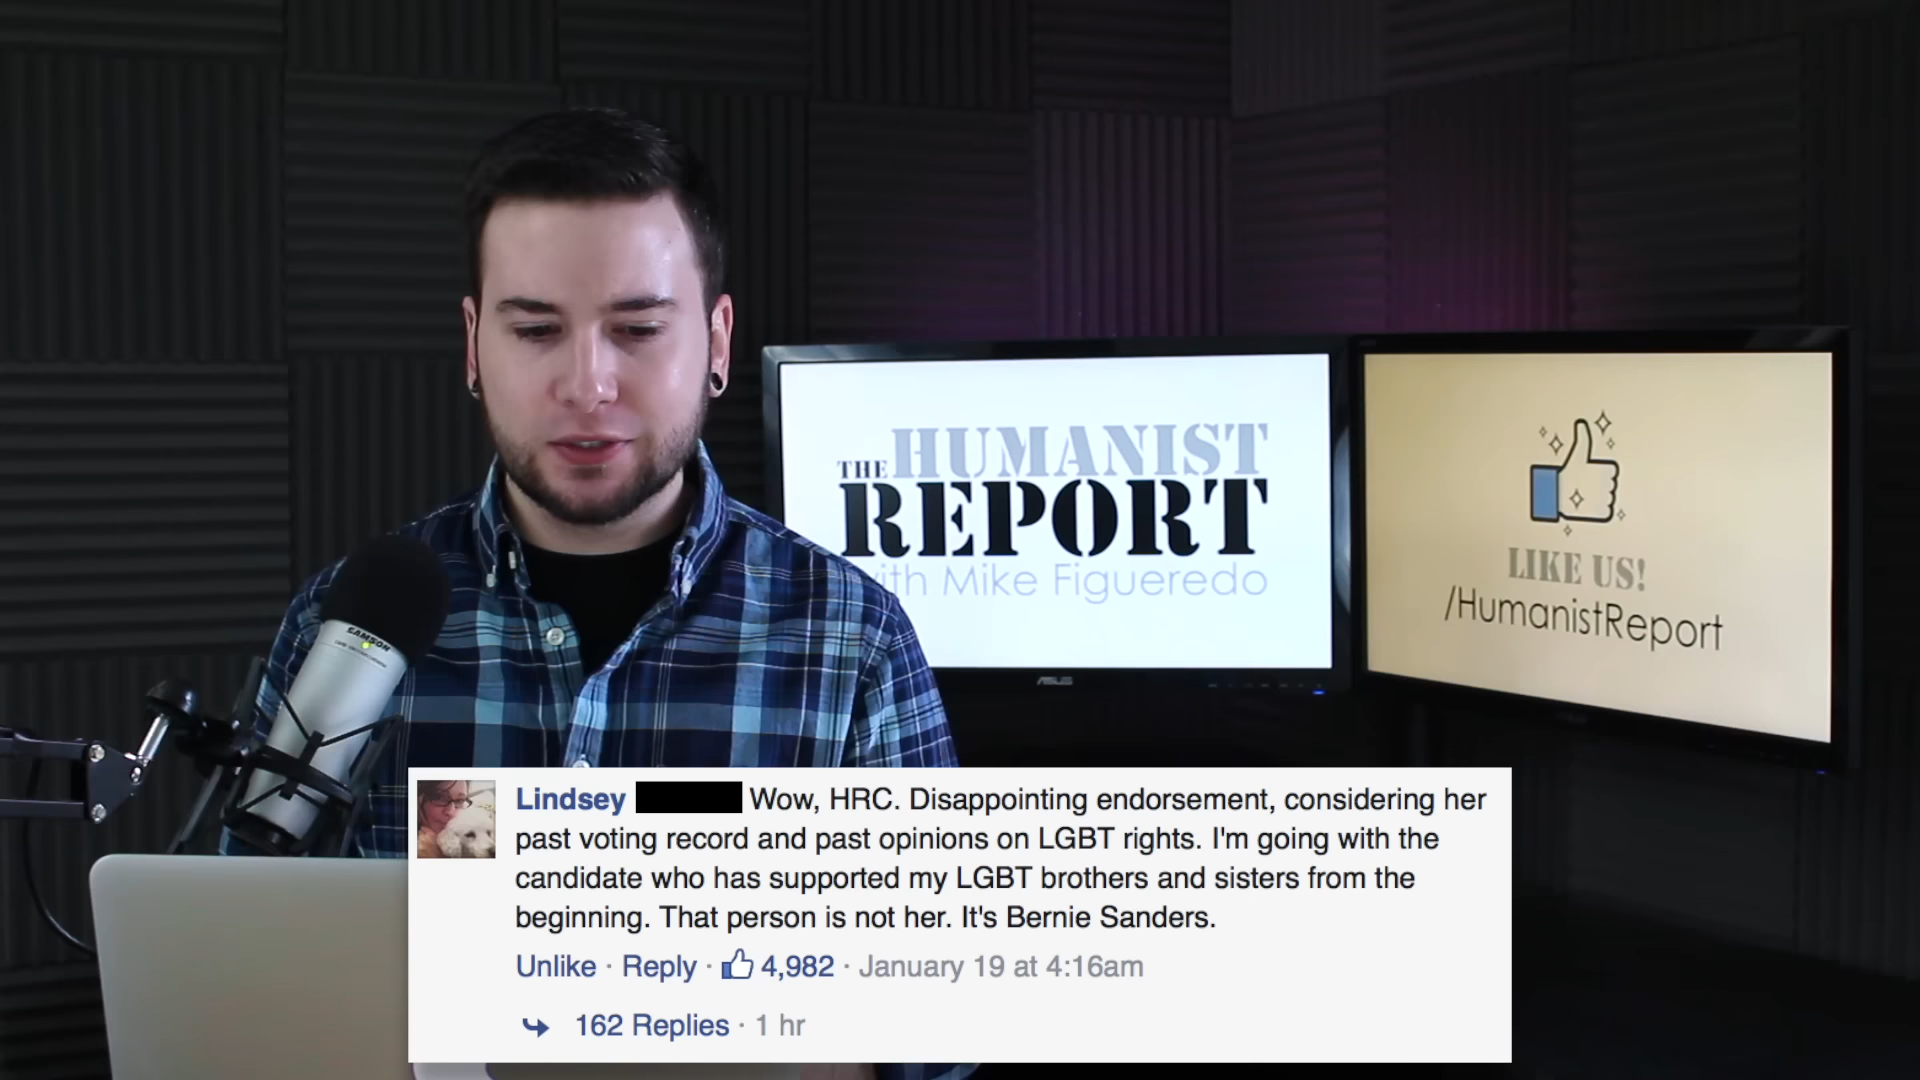 THE HUMANIST
REPORT
with Mike Figueredo
LIKE US!
/HumanistReport
SAMSON
ASUS
Lindsey Wow, HRC. Disappointing endorsement, considering her
past voting record and past opinions on LGBT rights. I'm going with the
candidate who has supported my LGBT brothers and sisters from the
beginning. That person is not her. It's Bernie Sanders.
Unlike · Reply · 4,982 · January 19 at 4:16am
162 Replies · 1 hr